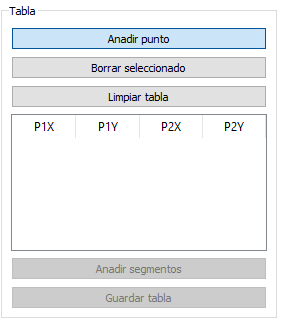 Tabla
Anadir punto
Borrar seleccionado
Limpiar tabla
P1X P1Y P2X P2Y
Anadir segmentos
Guardar tabla